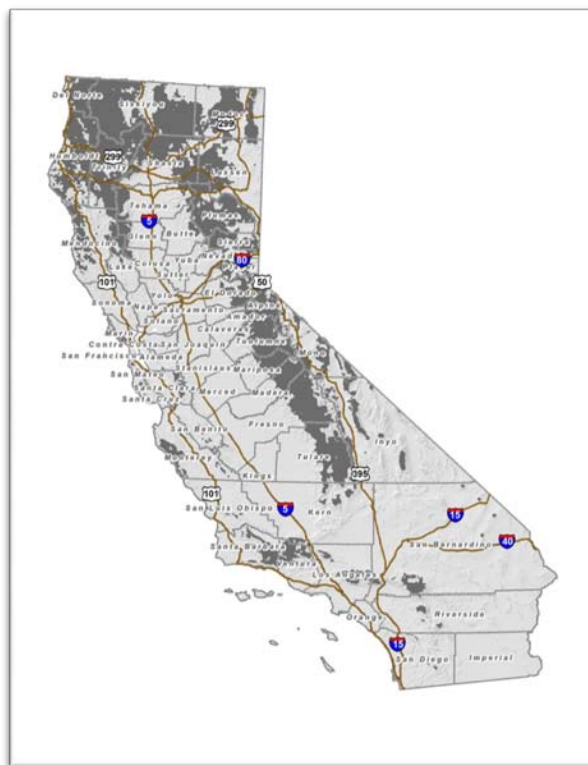 Del Norte
Siskiyou
Modoc
299
Humboldt
299
Trinity
Shasta
Lassen
Tehama
5
Plumas
Glenn
Butte
Sierra
Mendocino
Nevada
80
Colusa
Yuba
Placer
Lake
Sutter
101
50
Yolo
El Dorado
Sonoma
Napa
Sacramento
Alpine
Solano
Amador
Marin
Calaveras
Tuolumne
Contra Costa
San Joaquin
Mono
San Francisco
Alameda
Stanislaus
Mariposa
San Mateo
Santa Clara
Merced
Madera
Santa Cruz
San Benito
Fresno
Inyo
Monterey
Tulare
Kings
395
101
San Luis Obispo
5
Kern
15
San Bernardino
40
Santa Barbara
Ventura
Los Angeles
Orange
Riverside
15
San Diego
Imperial